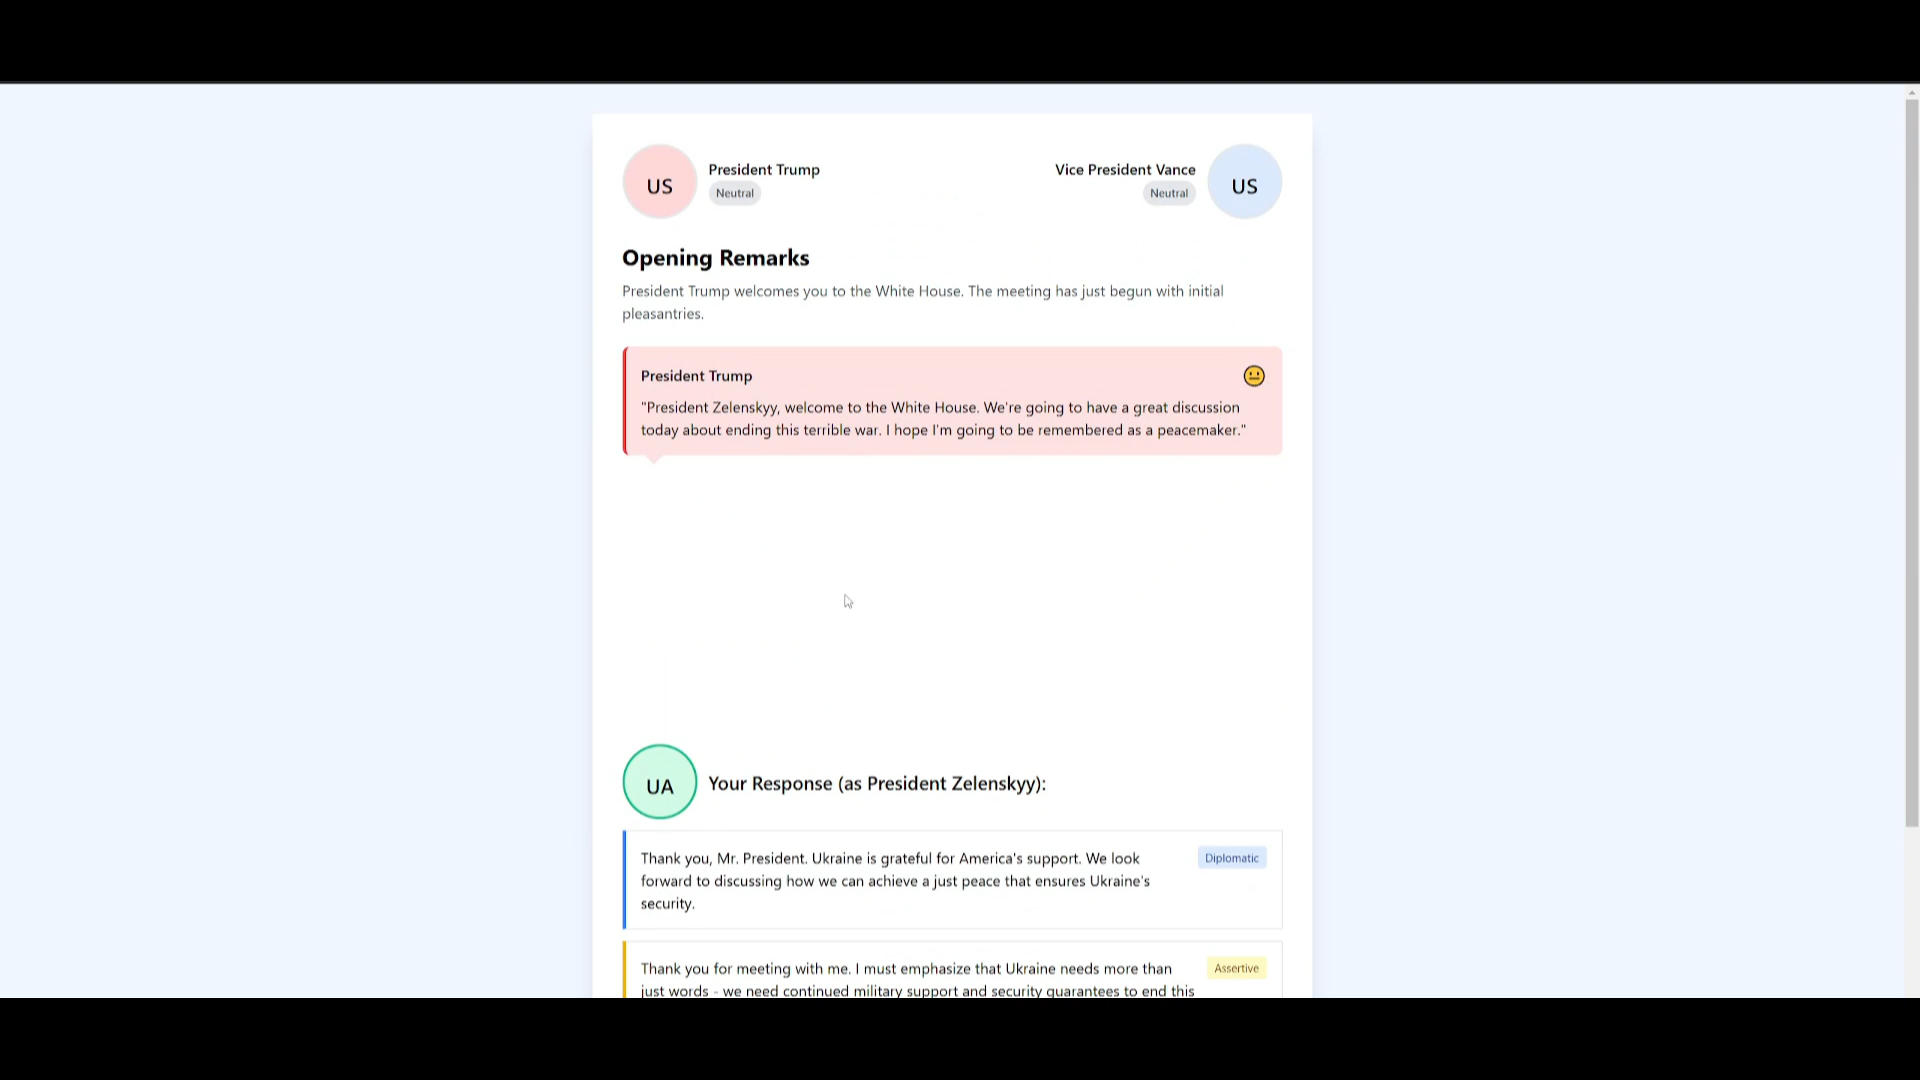 US
President Trump
Neutral
Vice President Vance
Neutral
US
Opening Remarks
President Trump welcomes you to the White House. The meeting has just begun with initial
pleasantries.
President Trump
"President Zelenskyy, welcome to the White House. We're going to have a great discussion
today about ending this terrible war. I hope I'm going to be remembered as a peacemaker."
UA
Your Response (as President Zelenskyy):
Thank you, Mr. President. Ukraine is grateful for America's support. We look
forward to discussing how we can achieve a just peace that ensures Ukraine's
security.
Diplomatic
Thank you for meeting with me. I must emphasize that Ukraine needs more than
just words - we need continued military support and security guarantees to end this
Assertive